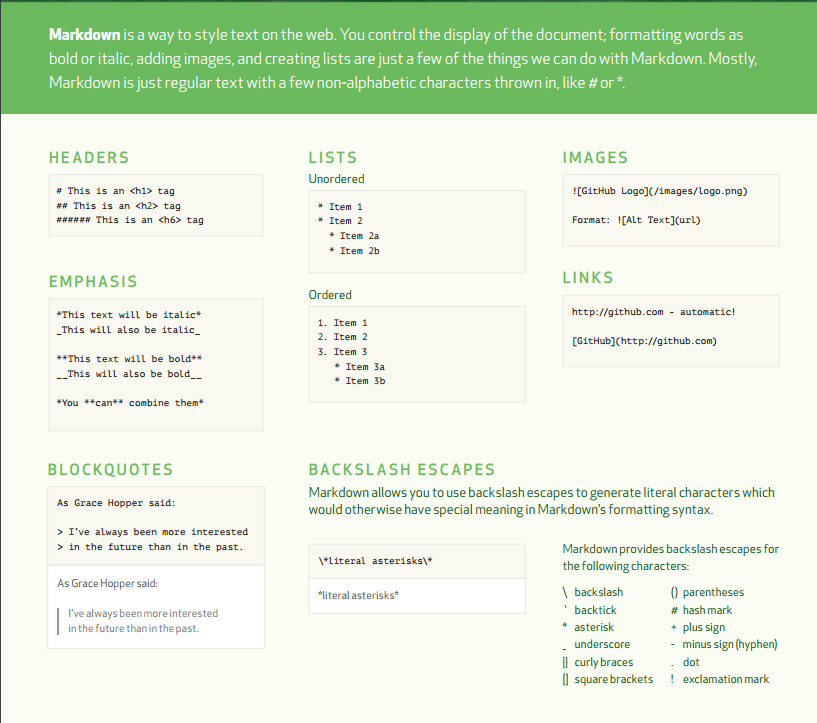 Markdown is a way to style text on the web. You control the display of the document; formatting words as
bold or italic, adding images, and creating lists are just a few of the things we can do with Markdown. Mostly,
Markdown is just regular text with a few non-alphabetic characters thrown in, like # or *.
HEADERS
# This is an <h1> tag
## This is an <h2> tag
###### This is an <h6> tag
EMPHASIS
*This text will be italic*
_This will also be italic_
**This text will be bold**
__This will also be bold__
*You **can** combine them*
LISTS
Unordered
* Item 1
* Item 2
  * Item 2a
  * Item 2b
Ordered
1. Item 1
2. Item 2
3. Item 3
   * Item 3a
   * Item 3b
IMAGES
![GitHub Logo](/images/logo.png)
Format: ![Alt Text](url)
LINKS
http://github.com - automatic!
[GitHub](http://github.com)
BLOCKQUOTES
As Grace Hopper said:
> I've always been more interested
> in the future than in the past.
As Grace Hopper said:
I've always been more interested
in the future than in the past.
BACKSLASH ESCAPES
Markdown allows you to use backslash escapes to generate literal characters which
would otherwise have special meaning in Markdown's formatting syntax.
\*literal asterisks\*
*literal asterisks*
Markdown provides backslash escapes for
the following characters:
\ backslash
` backtick
* asterisk
_ underscore
{} curly braces
[] square brackets
() parentheses
# hash mark
+ plus sign
- minus sign (hyphen)
. dot
! exclamation mark